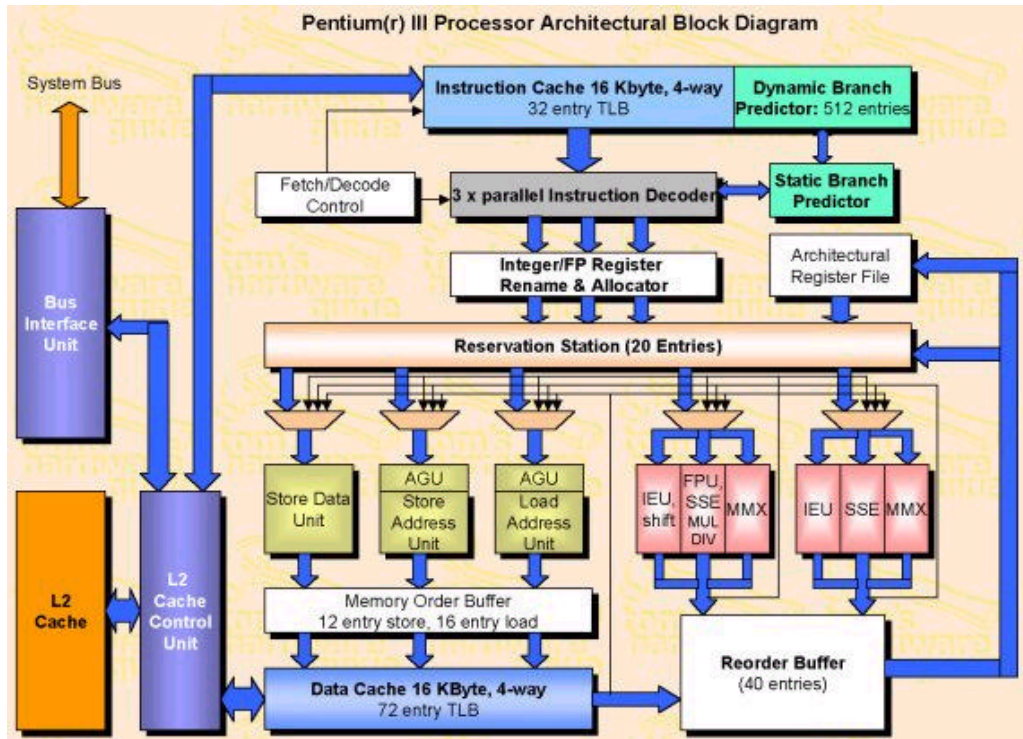 Pentium(r) III Processor Architectural Block Diagram
System Bus
Instruction Cache 16 Kbyte, 4-way
32 entry TLB
Dynamic Branch
Predictor: 512 entries
Fetch/Decode
Control
3 x parallel Instruction Decoder
Static Branch
Predictor
Integer/FP Register
Rename & Allocator
Architectural
Register File
Bus
Interface
Unit
Reservation Station (20 Entries)
Store Data
Unit
AGU
Store
Address
Unit
AGU
Load
Address
Unit
IEU,
shift
FPU,
SSE
MUL
DIV
MMX
IEU
SSE
MMX
L2
Cache
L2
Cache
Control
Unit
Memory Order Buffer
12 entry store, 16 entry load
Data Cache 16 KByte, 4-way
72 entry TLB
Reorder Buffer
(40 entries)